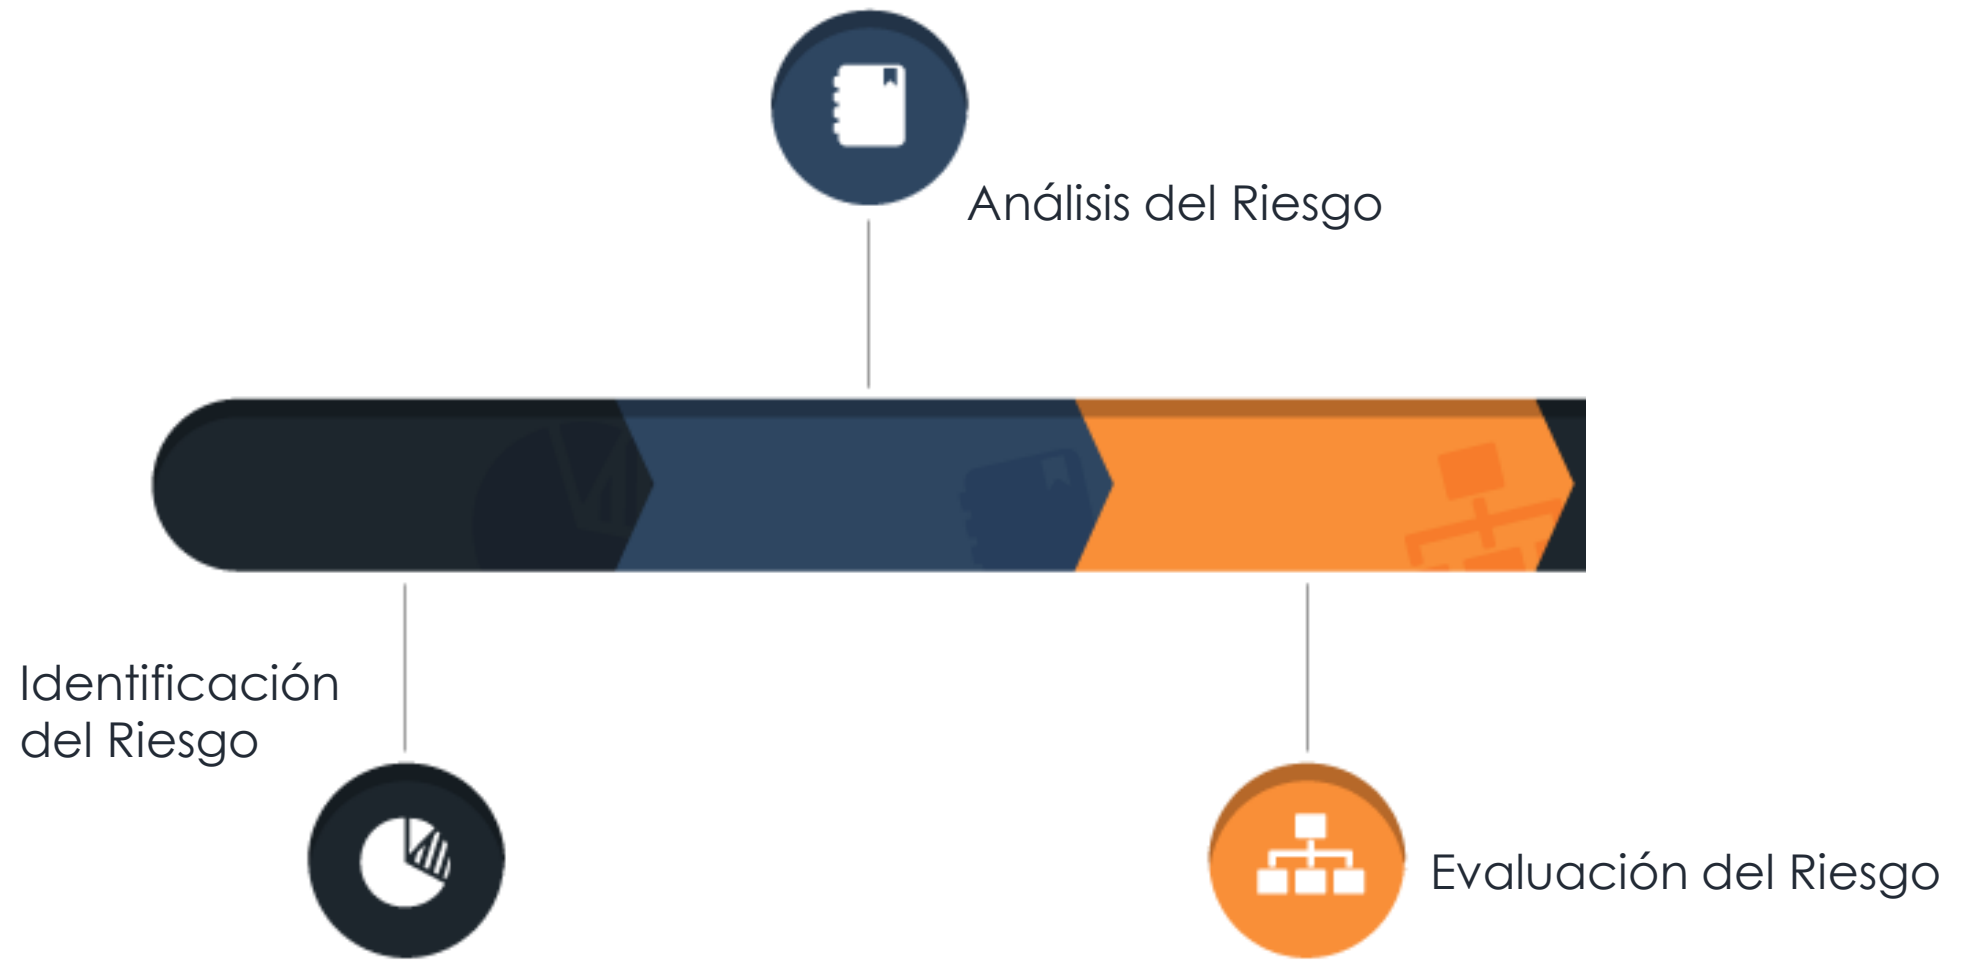 Análisis del Riesgo
Identificación
del Riesgo
Evaluación del Riesgo